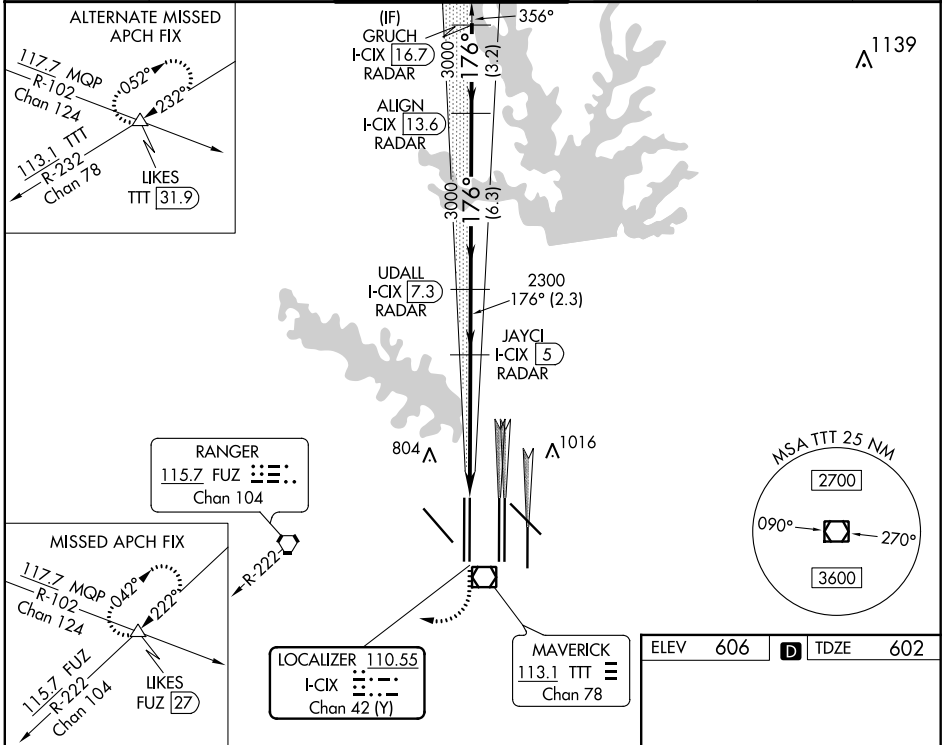 ALTERNATE MISSED
APCH FIX
117.7 MQP
R-102
Chan 124
052°
232°
113.1 TTT
R-232
Chan 78
LIKES
TTT 31.9
(IF)
GRUCH
I-CIX 16.7
RADAR
356°
3000
176°
(3.2)
1139
ALIGN
I-CIX 13.6
RADAR
3000
176°
(6.3)
UDALL
I-CIX 7.3
RADAR
2300
176° (2.3)
JAYCI
I-CIX 5
RADAR
804
1016
RANGER
115.7 FUZ
Chan 104
R-222
MSA TTT 25 NM
2700
090°
270°
3600
MISSED APCH FIX
117.7 MQP
R-102
Chan 124
042°
222°
115.7 FUZ
R-222
Chan 104
LIKES
FUZ 27
LOCALIZER 110.55
I-CIX
Chan 42 (Y)
MAVERICK
113.1 TTT
Chan 78
ELEV 606 D TDZE 602